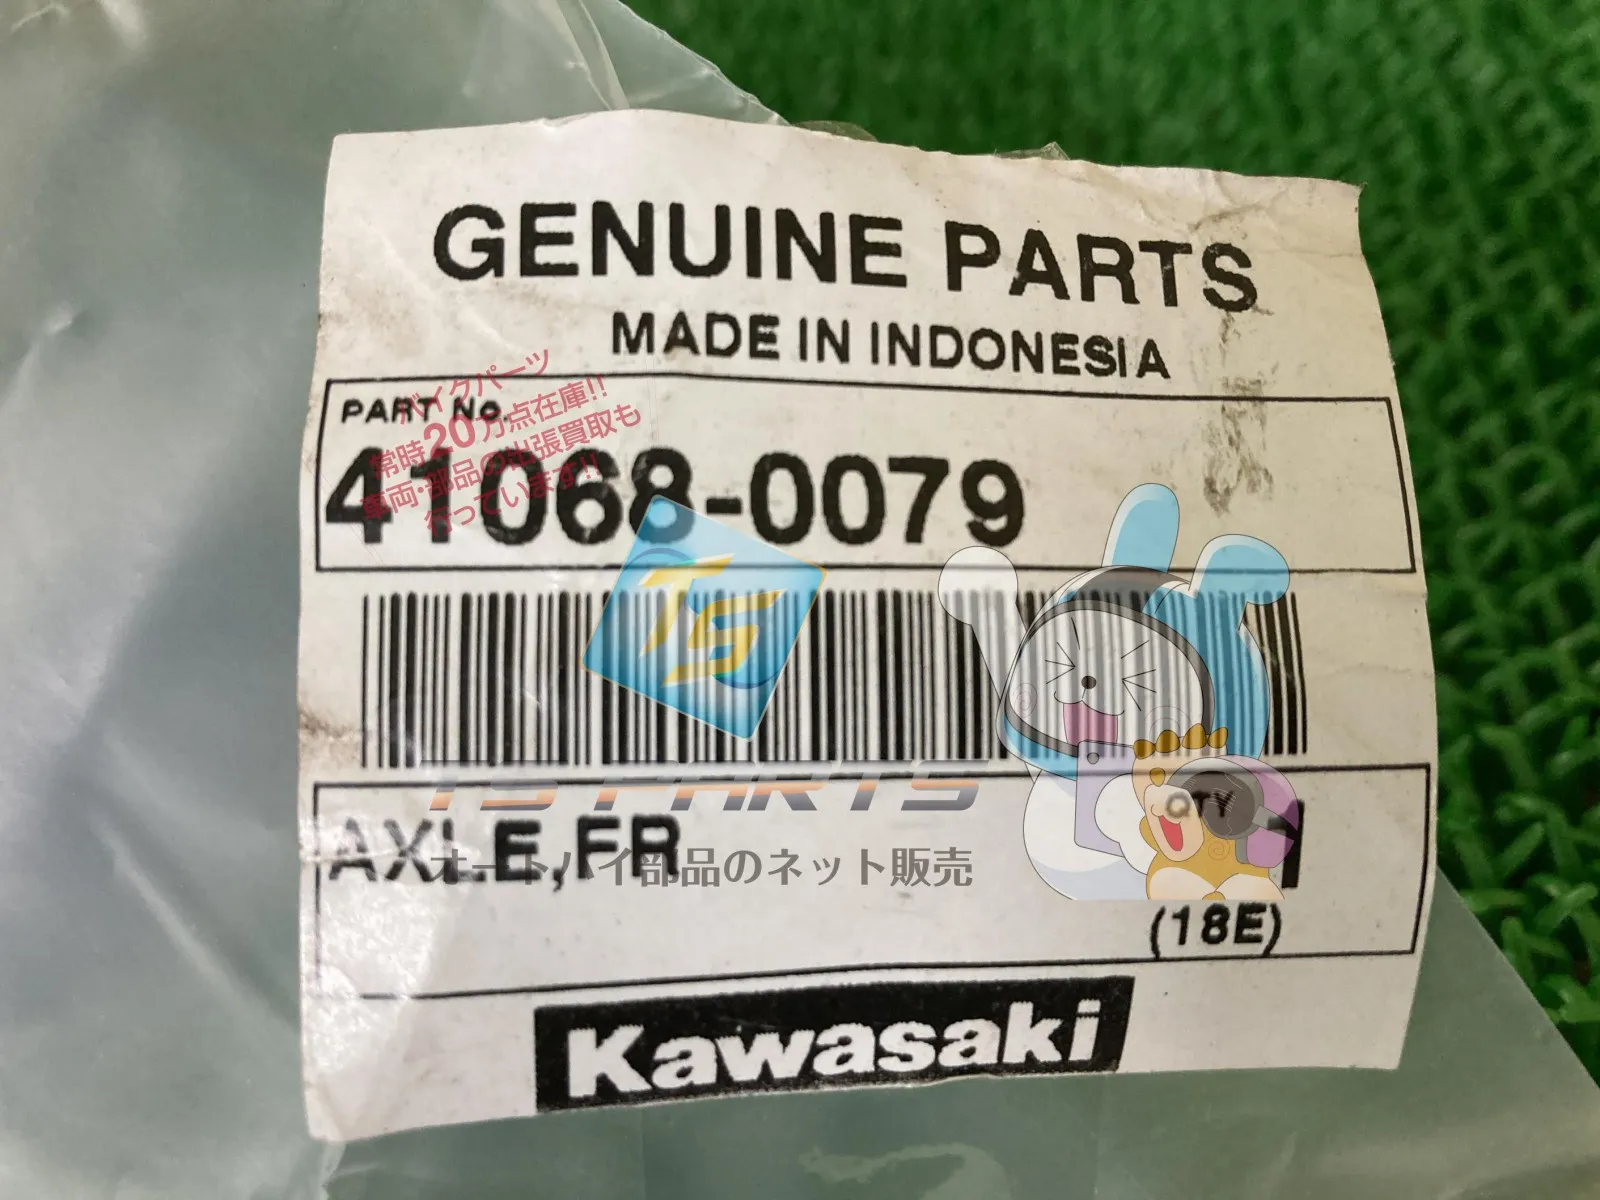 GENUINE PARTS
MADE IN INDONESIA
PART No.
41068-0079
バイクパーツ
常時20万点在庫!!
車両・部品の出張買取も
行っています!!
TS
TS PARTS
オートバイ部品のネット販売
AXLE,FR
QTY 1
(18E)
Kawasaki